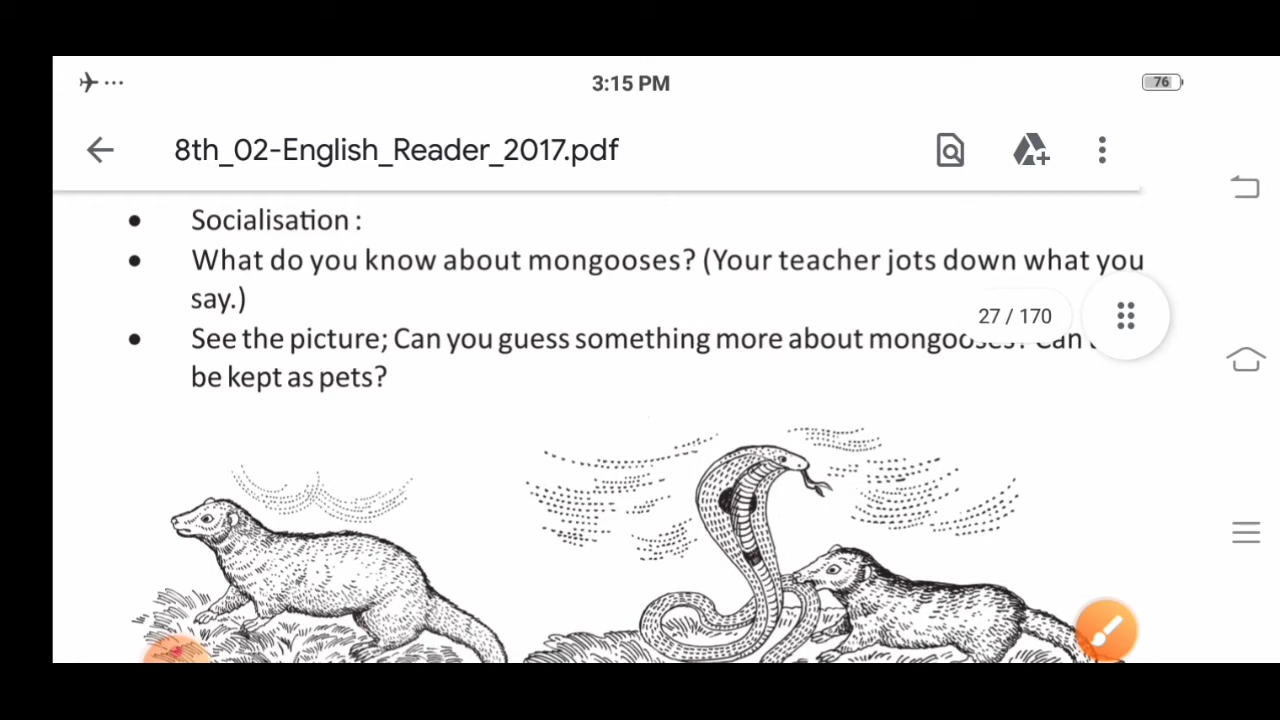 3:15 PM
76
8th_02-English_Reader_2017.pdf
• Socialisation :
• What do you know about mongooses? (Your teacher jots down what you
say.)
27 / 170
• See the picture; Can you guess something more about Can
be kept as pets?